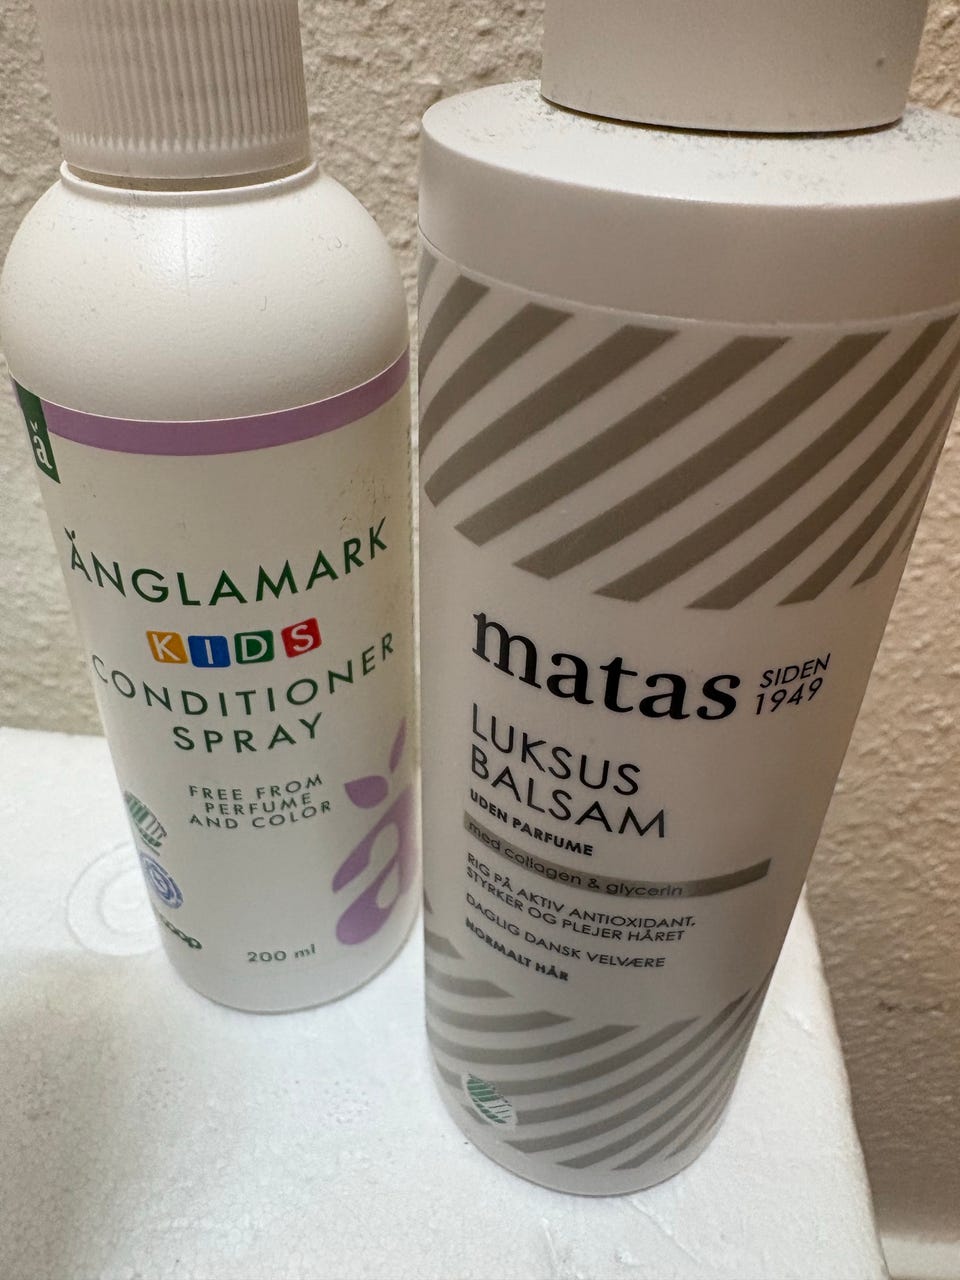 ä
ÄNGLAMARK
KIDS
CONDITIONER
SPRAY
FREE FROM
PERFUME
AND COLOR
200 ml
matas SIDEN
1949
LUKSUS
BALSAM
UDEN PARFUME
med collagen & glycerin
RIG PÅ AKTIV ANTIOXIDANT,
STYRKER OG PLEJER HÅRET
DAGLIG DANSK VELVÆRE
NORMALT HÅR